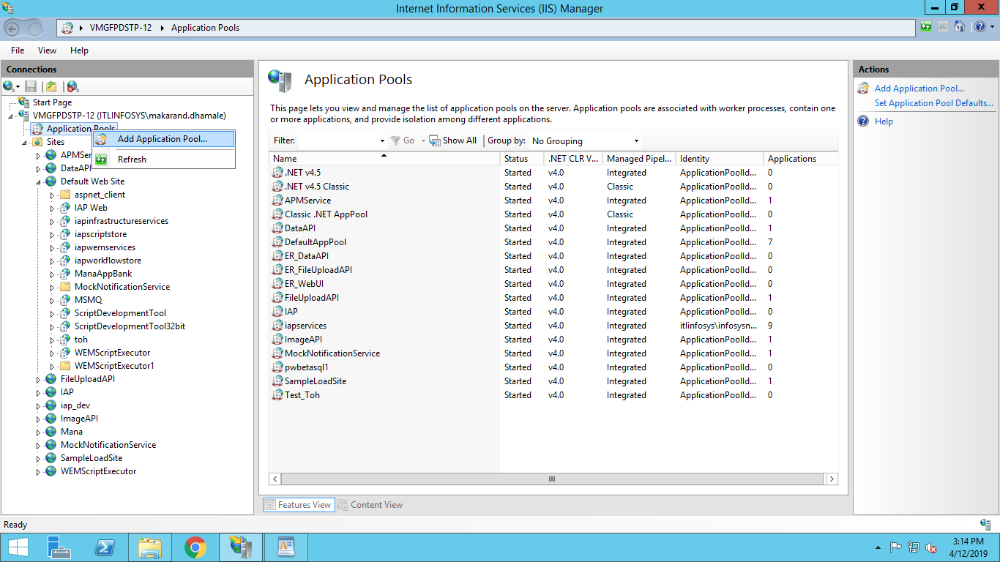 Internet Information Services (IIS) Manager
VMGFPDSTP-12 Application Pools
File View Help
Connections
Start Page
VMGFPDSTP-12 (ITLINFOSYS\makarand.dhamale)
Application Pools
Add Application Pool...
Refresh
Sites
APMSer
DataAPI
Default Web Site
aspnet_client
IAP Web
iapinfrastructureservices
iapscriptstore
iapwemservices
iapworkflowstore
ManaAppBank
MockNotificationService
MSMQ
ScriptDevelopmentTool
ScriptDevelopmentTool32bit
toh
WEMScriptExecutor
WEMScriptExecutor1
FileUploadAPI
IAP
iap_dev
ImageAPI
Mana
MockNotificationService
SampleLoadSite
WEMScriptExecutor
Application Pools
This page lets you view and manage the list of application pools on the server. Application pools are associated with worker processes, contain one
or more applications, and provide isolation among different applications.
Filter: Go Show All Group by: No Grouping
Name Status .NET CLR V... Managed Pipel... Identity Applications
.NET v4.5 Started v4.0 Integrated ApplicationPoolId... 0
.NET v4.5 Classic Started v4.0 Classic ApplicationPoolId... 0
APMService Started v4.0 Integrated ApplicationPoolId... 1
Classic .NET AppPool Started v4.0 Classic ApplicationPoolId... 0
DataAPI Started v4.0 Integrated ApplicationPoolId... 1
DefaultAppPool Started v4.0 Integrated ApplicationPoolId... 7
ER_DataAPI Started v4.0 Integrated ApplicationPoolId... 0
ER_FileUploadAPI Started v4.0 Integrated ApplicationPoolId... 0
ER_WebUI Started v4.0 Integrated ApplicationPoolId... 0
FileUploadAPI Started v4.0 Integrated ApplicationPoolId... 1
IAP Started v4.0 Integrated ApplicationPoolId... 0
iapservices Started v4.0 Integrated itlinfosys\infosysn... 9
ImageAPI Started v4.0 Integrated ApplicationPoolId... 1
MockNotificationService Started v4.0 Integrated ApplicationPoolId... 1
pwbetasql1 Started v4.0 Integrated ApplicationPoolId... 0
SampleLoadSite Started v4.0 Integrated ApplicationPoolId... 1
Test_Toh Started v4.0 Integrated ApplicationPoolId... 0
Features View Content View
Actions
Add Application Pool...
Set Application Pool Defaults...
Help
Ready
3:14 PM
4/12/2019